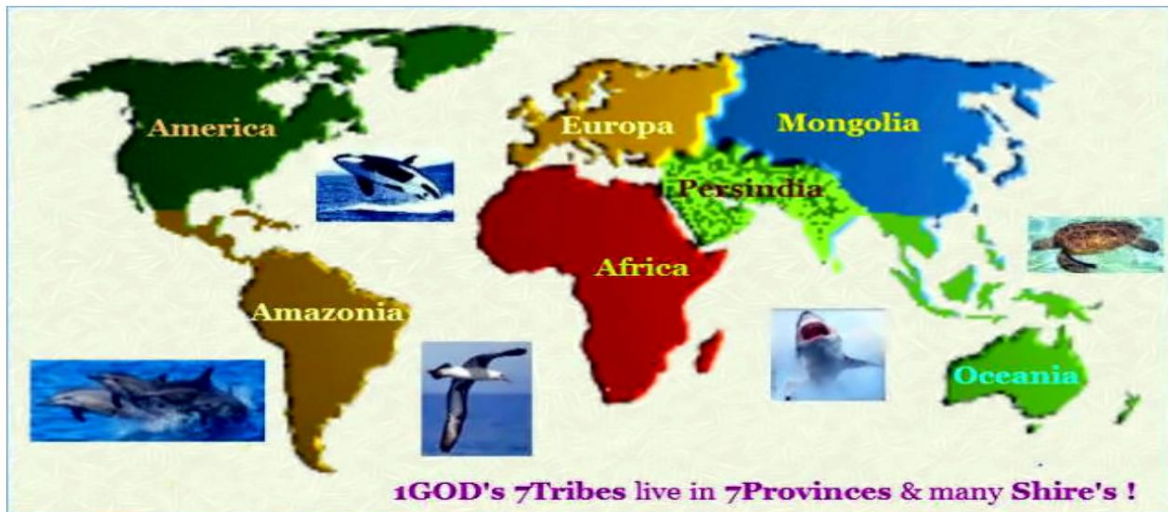 America
Europa
Mongolia
Persindia
Africa
Amazonia
Oceania
1GOD's 7Tribes live in 7Provinces & many Shire's !